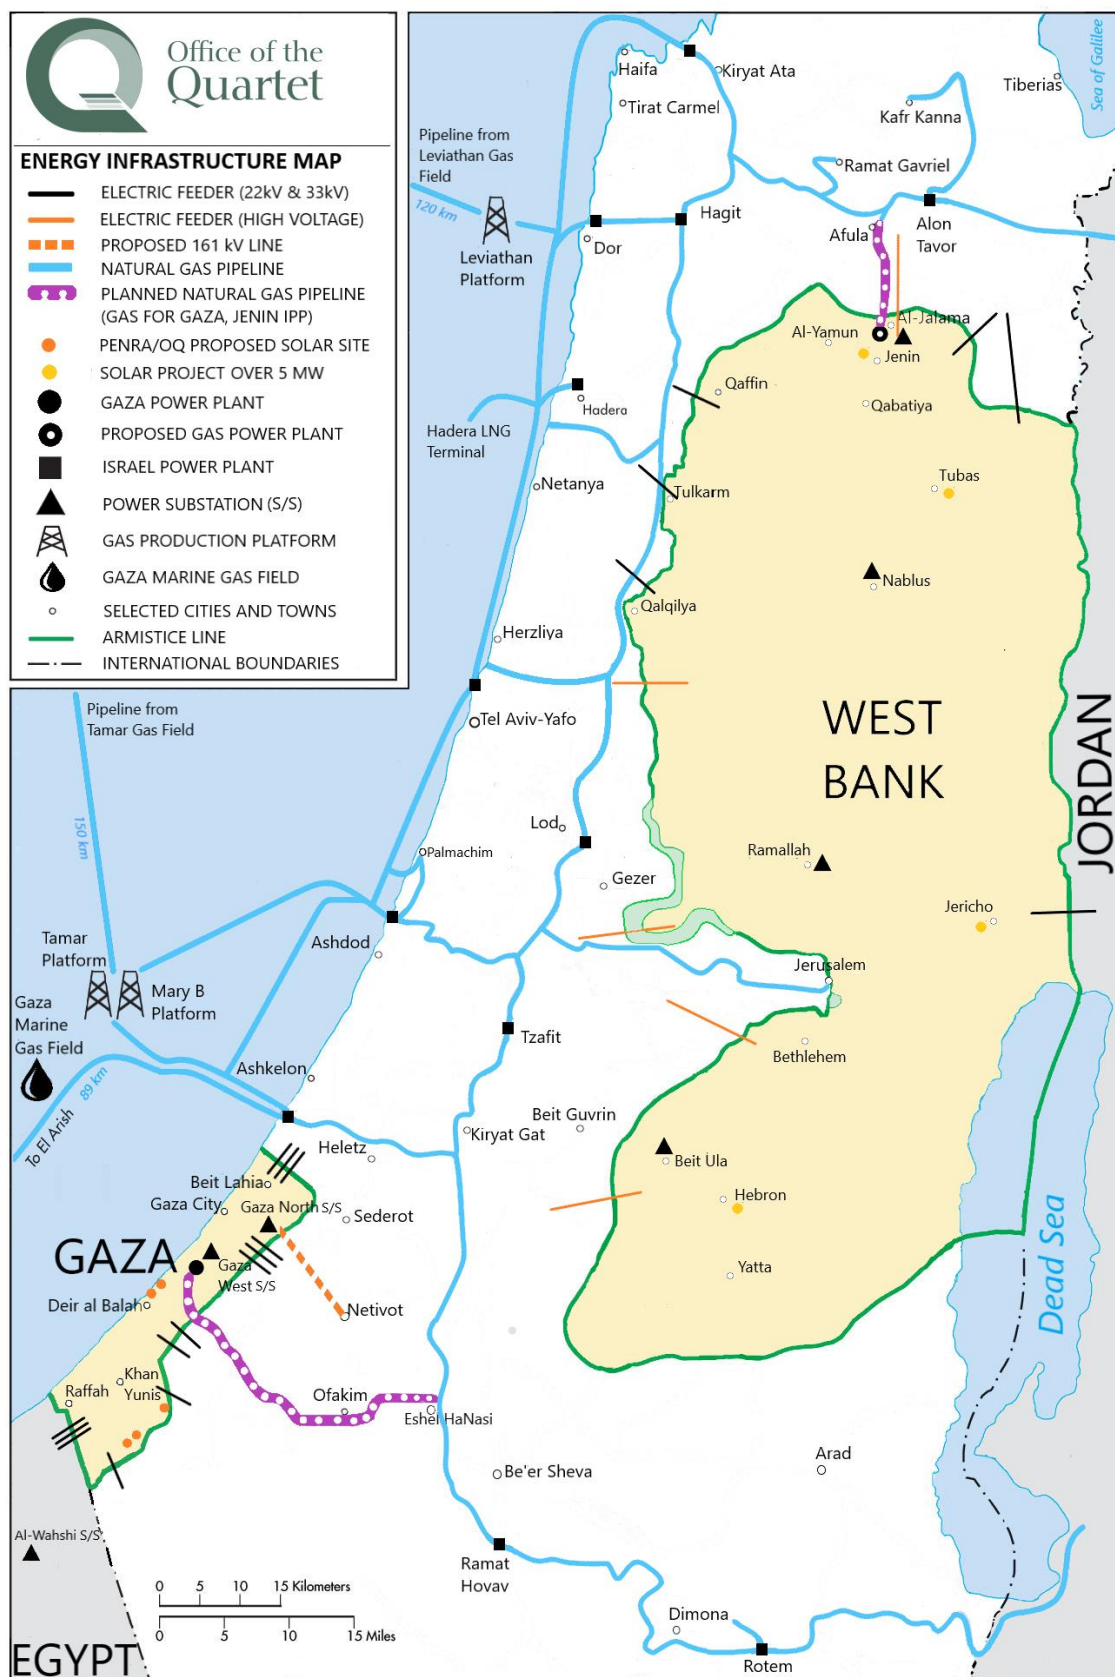 Office of the
Quartet
ENERGY INFRASTRUCTURE MAP
ELECTRIC FEEDER (22kV & 33kV)
ELECTRIC FEEDER (HIGH VOLTAGE)
PROPOSED 161 kV LINE
NATURAL GAS PIPELINE
PLANNED NATURAL GAS PIPELINE
(GAS FOR GAZA, JENIN IPP)
PENRA/OQ PROPOSED SOLAR SITE
SOLAR PROJECT OVER 5 MW
GAZA POWER PLANT
PROPOSED GAS POWER PLANT
ISRAEL POWER PLANT
POWER SUBSTATION (S/S)
GAS PRODUCTION PLATFORM
GAZA MARINE GAS FIELD
SELECTED CITIES AND TOWNS
ARMISTICE LINE
INTERNATIONAL BOUNDARIES
Haifa
Kiryat Ata
Tiberias
Sea of Galilee
Tirat Carmel
Kafr Kanna
Pipeline from
Leviathan Gas
Field
120 km
Ramat Gavriel
Leviathan
Platform
Dor
Hagit
Afula
Alon
Tavor
Al-Jalama
Al-Yamun
Jenin
Qaffin
Qabatiya
Hadera
Hadera LNG
Terminal
Netanya
Tulkarm
Tubas
Nablus
Qalqilya
Herzliya
Pipeline from
Tamar Gas Field
150 km
Tel Aviv-Yafo
WEST
BANK
JORDAN
Lod
Palmachim
Gezer
Ramallah
Jericho
Ashdod
Jerusalem
Tamar
Platform
Mary B
Platform
Gaza
Marine
Gas Field
89 km
To El Arish
Tzafit
Bethlehem
Ashkelon
Beit Guvrin
Kiryat Gat
Heletz
Beit Ula
Beit Lahia
Gaza City
Gaza North S/S
Sederot
Hebron
GAZA
Gaza
West S/S
Yatta
Dead Sea
Deir al Balah
Netivot
Khan
Yunis
Raffah
Ofakim
Eshel HaNasi
Be'er Sheva
Arad
Al-Wahshi S/S
Ramat
Hovav
0 5 10 15 Kilometers
0 5 10 15 Miles
Dimona
Rotem
EGYPT